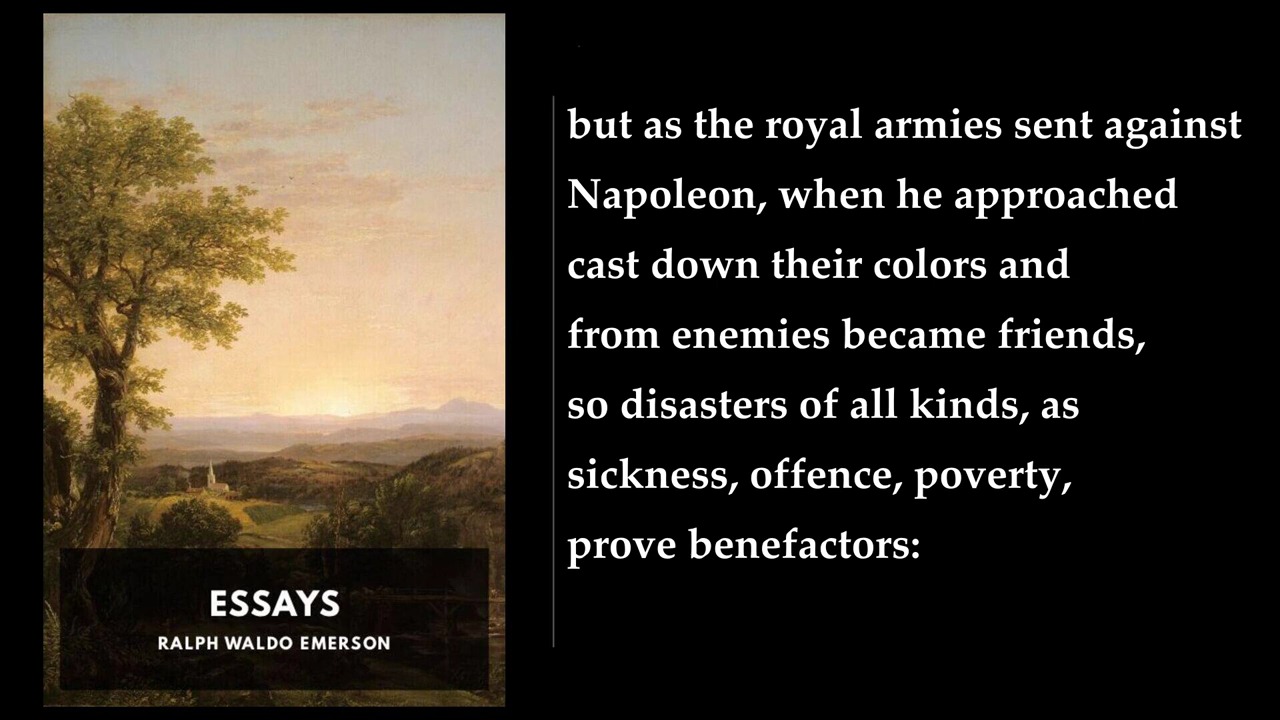 ESSAYS
RALPH WALDO EMERSON
but as the royal armies sent against
Napoleon, when he approached
cast down their colors and
from enemies became friends,
so disasters of all kinds, as
sickness, offence, poverty,
prove benefactors: